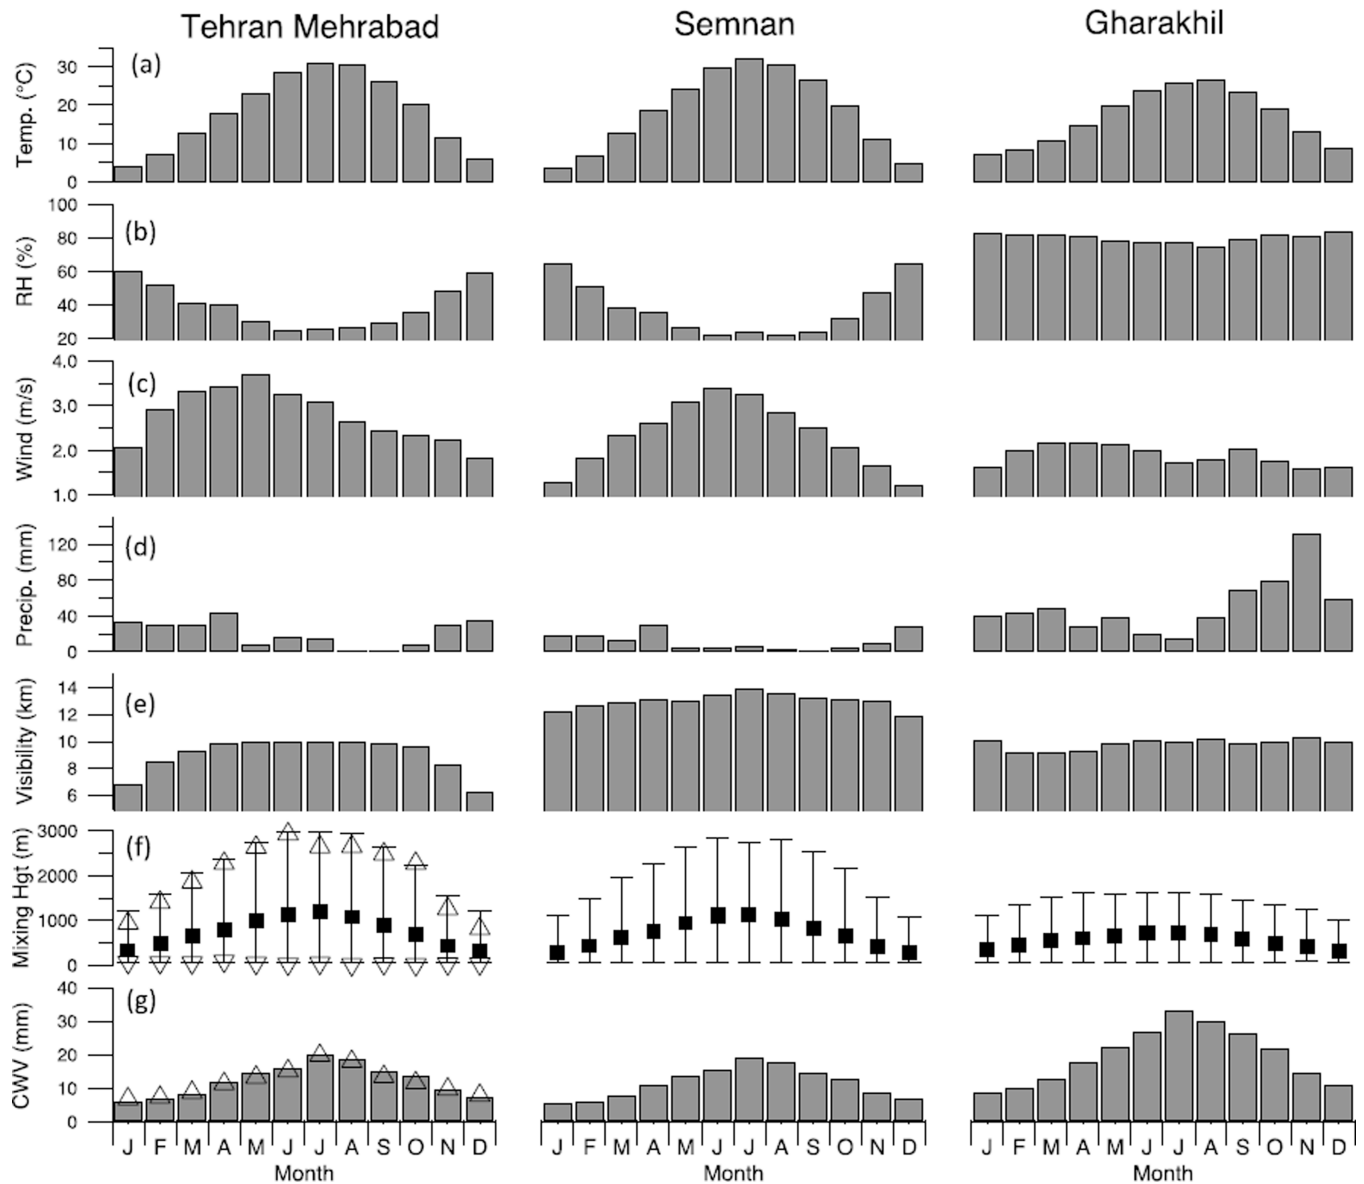 Tehran Mehrabad Semnan Gharakhil
(a)
Temp. (°C)
30
20
10
0
(b)
RH (%)
100
80
60
40
20
(c)
Wind (m/s)
4.0
3.0
2.0
1.0
(d)
Precip. (mm)
120
80
40
0
(e)
Visibility (km)
14
12
10
8
6
(f)
Mixing Hgt (m)
3000
2000
1000
0
(g)
CWV (mm)
40
30
20
10
0
J F M A M J J A S O N D J F M A M J J A S O N D J F M A M J J A S O N D
Month Month Month